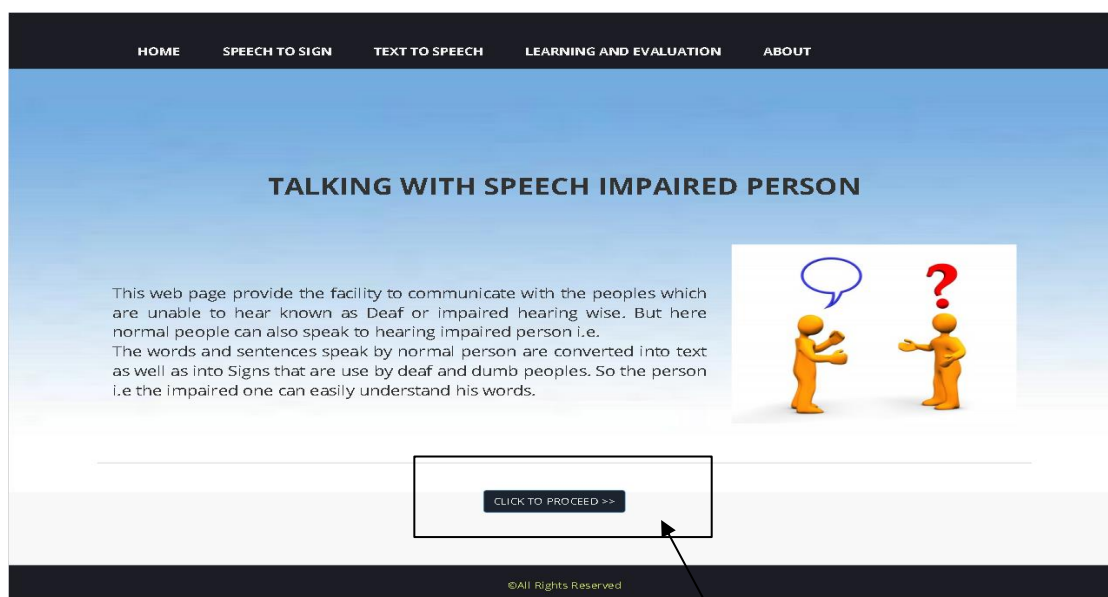 HOME SPEECH TO SIGN TEXT TO SPEECH LEARNING AND EVALUATION ABOUT
TALKING WITH SPEECH IMPAIRED PERSON
This web page provide the facility to communicate with the peoples which
are unable to hear known as Deaf or impaired hearing wise. But here
normal people can also speak to hearing impaired person i.e.
The words and sentences speak by normal person are converted into text
as well as into Signs that are use by deaf and dumb peoples. So the person
i.e the impaired one can easily understand his words.
?
CLICK TO PROCEED >>
©All Rights Reserved